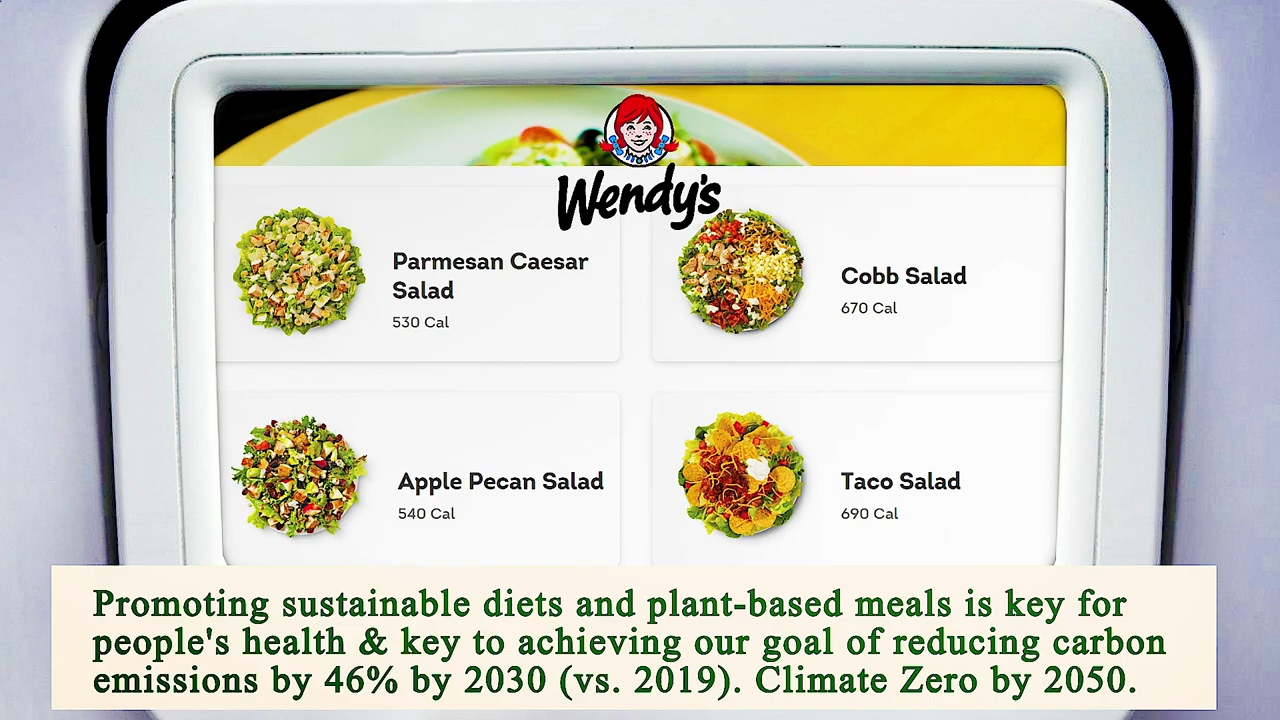 Wendy's
Parmesan Caesar
Salad
530 Cal
Cobb Salad
670 Cal
Apple Pecan Salad
540 Cal
Taco Salad
690 Cal
Promoting sustainable diets and plant-based meals is key for
people's health & key to achieving our goal of reducing carbon
emissions by 46% by 2030 (vs. 2019). Climate Zero by 2050.